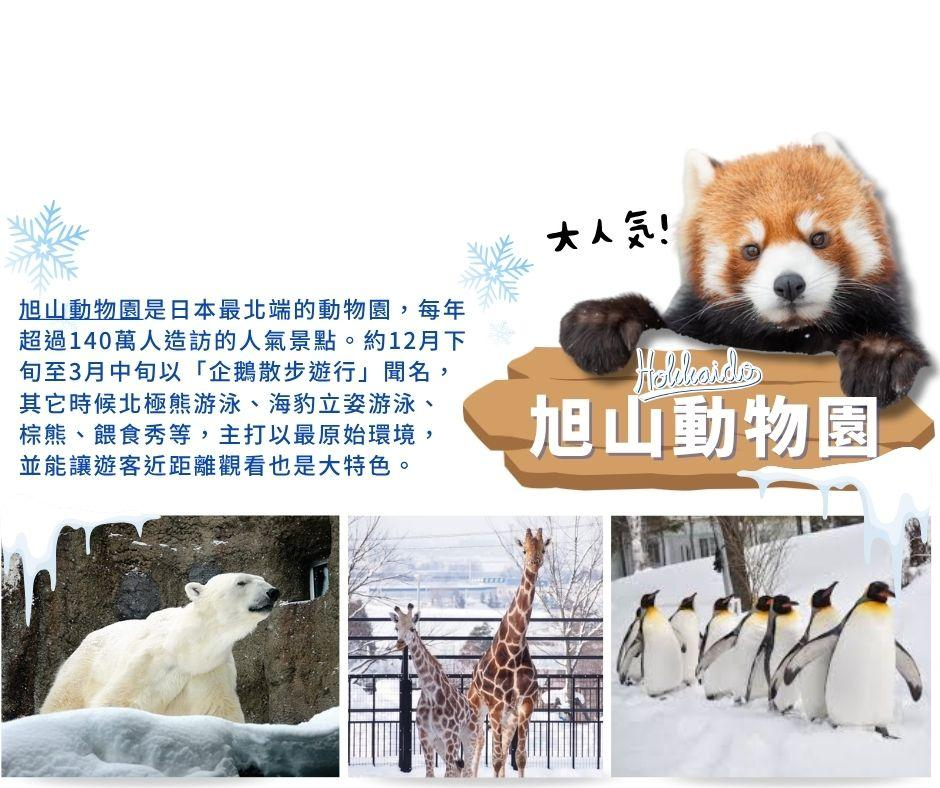 大人気!
Hokkaido
旭山動物園
旭山動物園是日本最北端的動物園，每年
超過140萬人造訪的人氣景點。約12月下
旬至3月中旬以「企鵝散步遊行」聞名，
其它時候北極熊游泳、海豹立姿游泳、
棕熊、餵食秀等，主打以最原始環境，
並能讓遊客近距離觀看也是大特色。